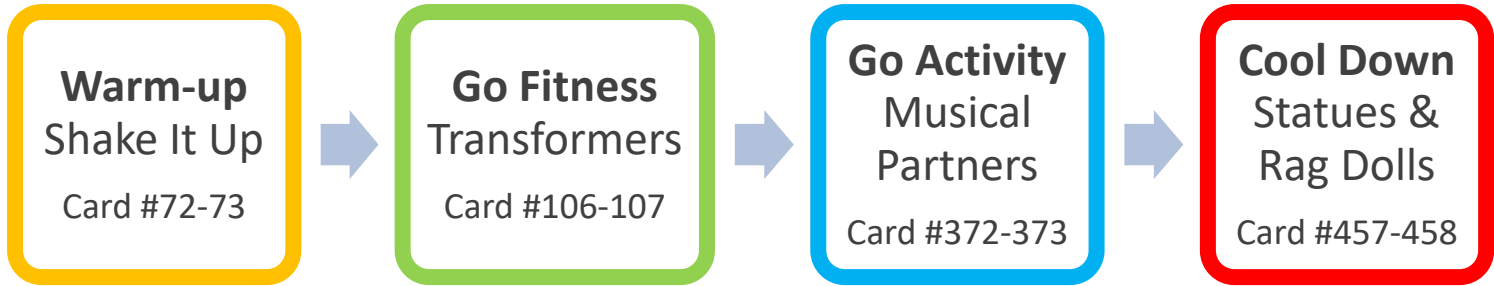 Warm-up
Shake It Up
Card #72-73
Go Fitness
Transformers
Card #106-107
Go Activity
Musical
Partners
Card #372-373
Cool Down
Statues &
Rag Dolls
Card #457-458